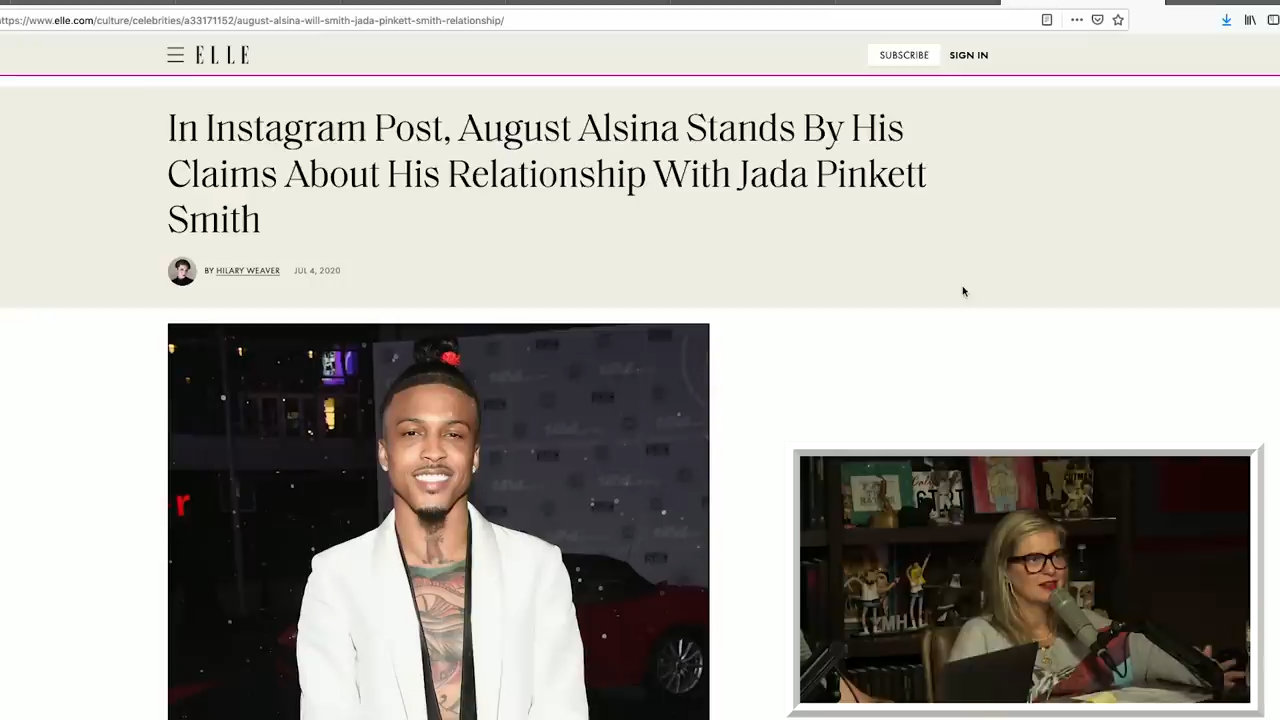 https://www.elle.com/culture/celebrities/a33171152/august-alsina-will-smith-jada-pinkett-smith-relationship/
ELLE
SUBSCRIBE
SIGN IN
In Instagram Post, August Alsina Stands By His
Claims About His Relationship With Jada Pinkett
Smith
BY HILARY WEAVER JUL 4, 2020
r
YMH